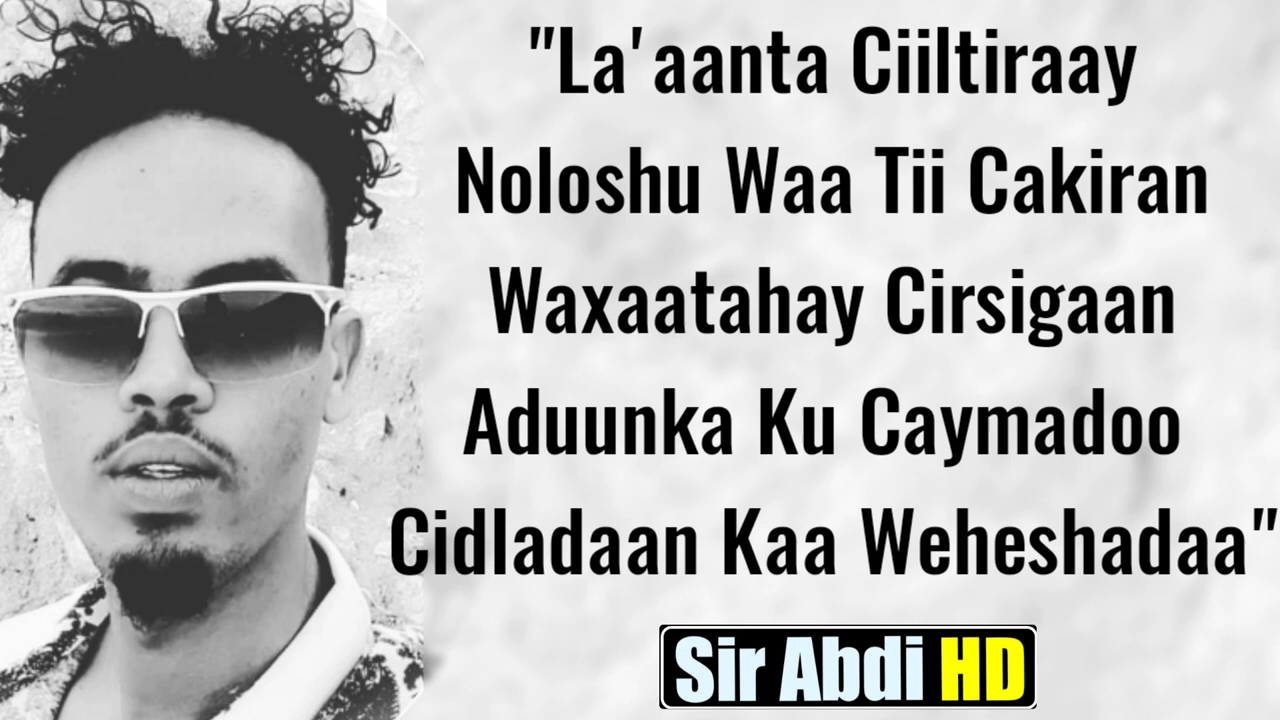 "La'aanta Ciiltiraay
Noloshu Waa Tii Cakiran
Waxaatahay Cirsigaan
Aduunka Ku Caymadoo
Cidladaan Kaa Weheshadaa"
Sir Abdi HD